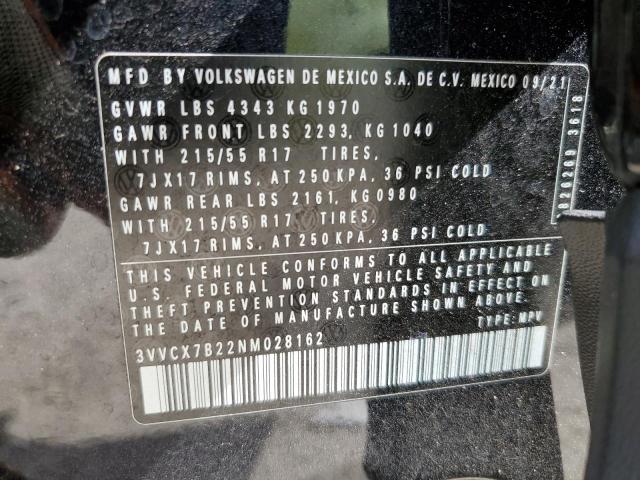 MFD BY VOLKSWAGEN DE MEXICO S.A. DE C.V. MEXICO 09/21
GVWR LBS 4343 KG 1970
GAWR FRONT LBS 2293, KG 1040
WITH 215/55 R17 TIRES,
7JX17 RIMS, AT 250 KPA, 36 PSI COLD
GAWR REAR LBS 2161, KG 0980
WITH 215/55 R17 TIRES,
7JX17 RIMS, AT 250 KPA, 36 PSI COLD
THIS VEHICLE CONFORMS TO ALL APPLICABLE
U.S. FEDERAL MOTOR VEHICLE SAFETY AND
THEFT PREVENTION STANDARDS IN EFFECT ON
THE DATE OF MANUFACTURE SHOWN ABOVE.
TYPE: MPV
3VVCX7B22NM028162
3618